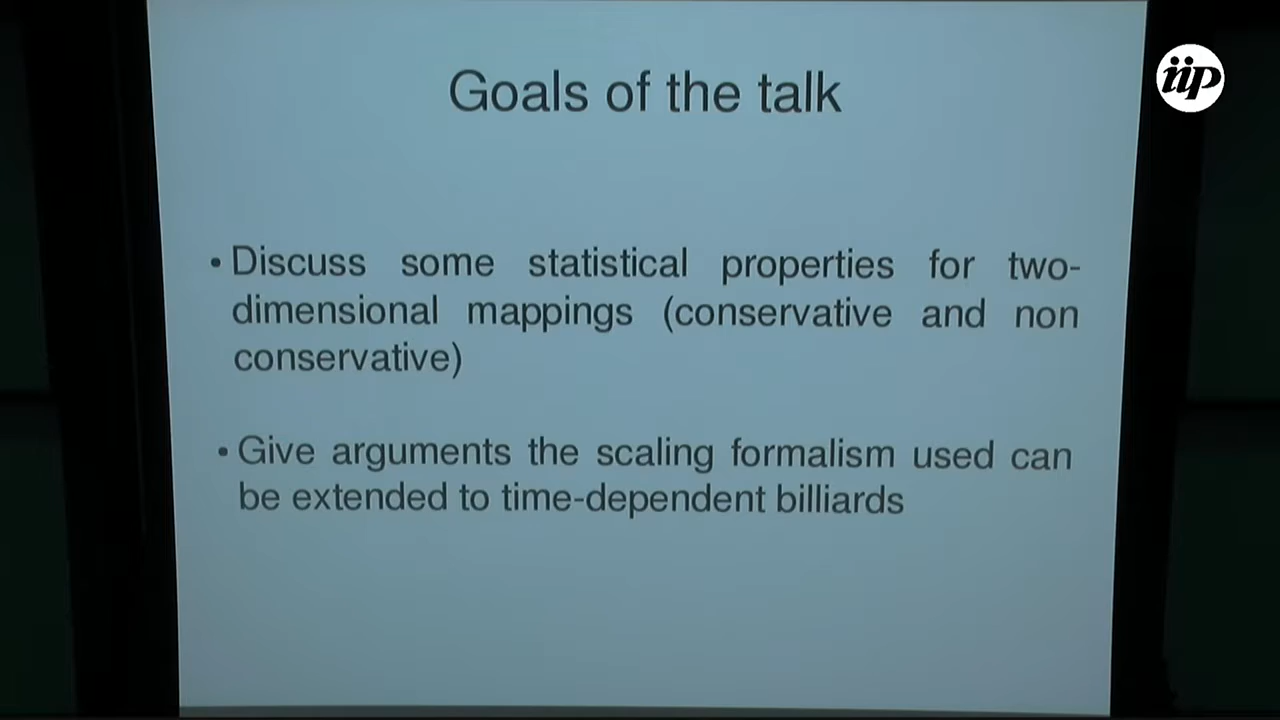 iip
Goals of the talk
• Discuss some statistical properties for two-
dimensional mappings (conservative and non
conservative)
• Give arguments the scaling formalism used can
be extended to time-dependent billiards